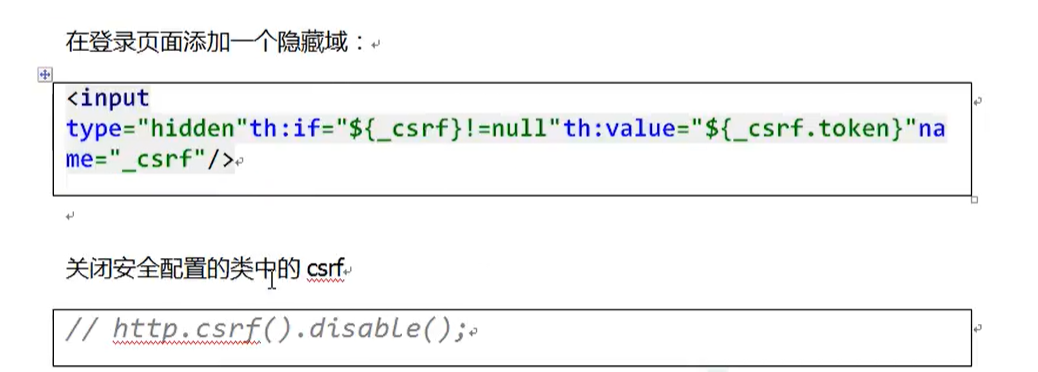 在登录页面添加一个隐藏域：
<input
type="hidden"th:if="${_csrf}!=null"th:value="${_csrf.token}"na
me="_csrf"/>
关闭安全配置的类中的 csrf
// http.csrf().disable();